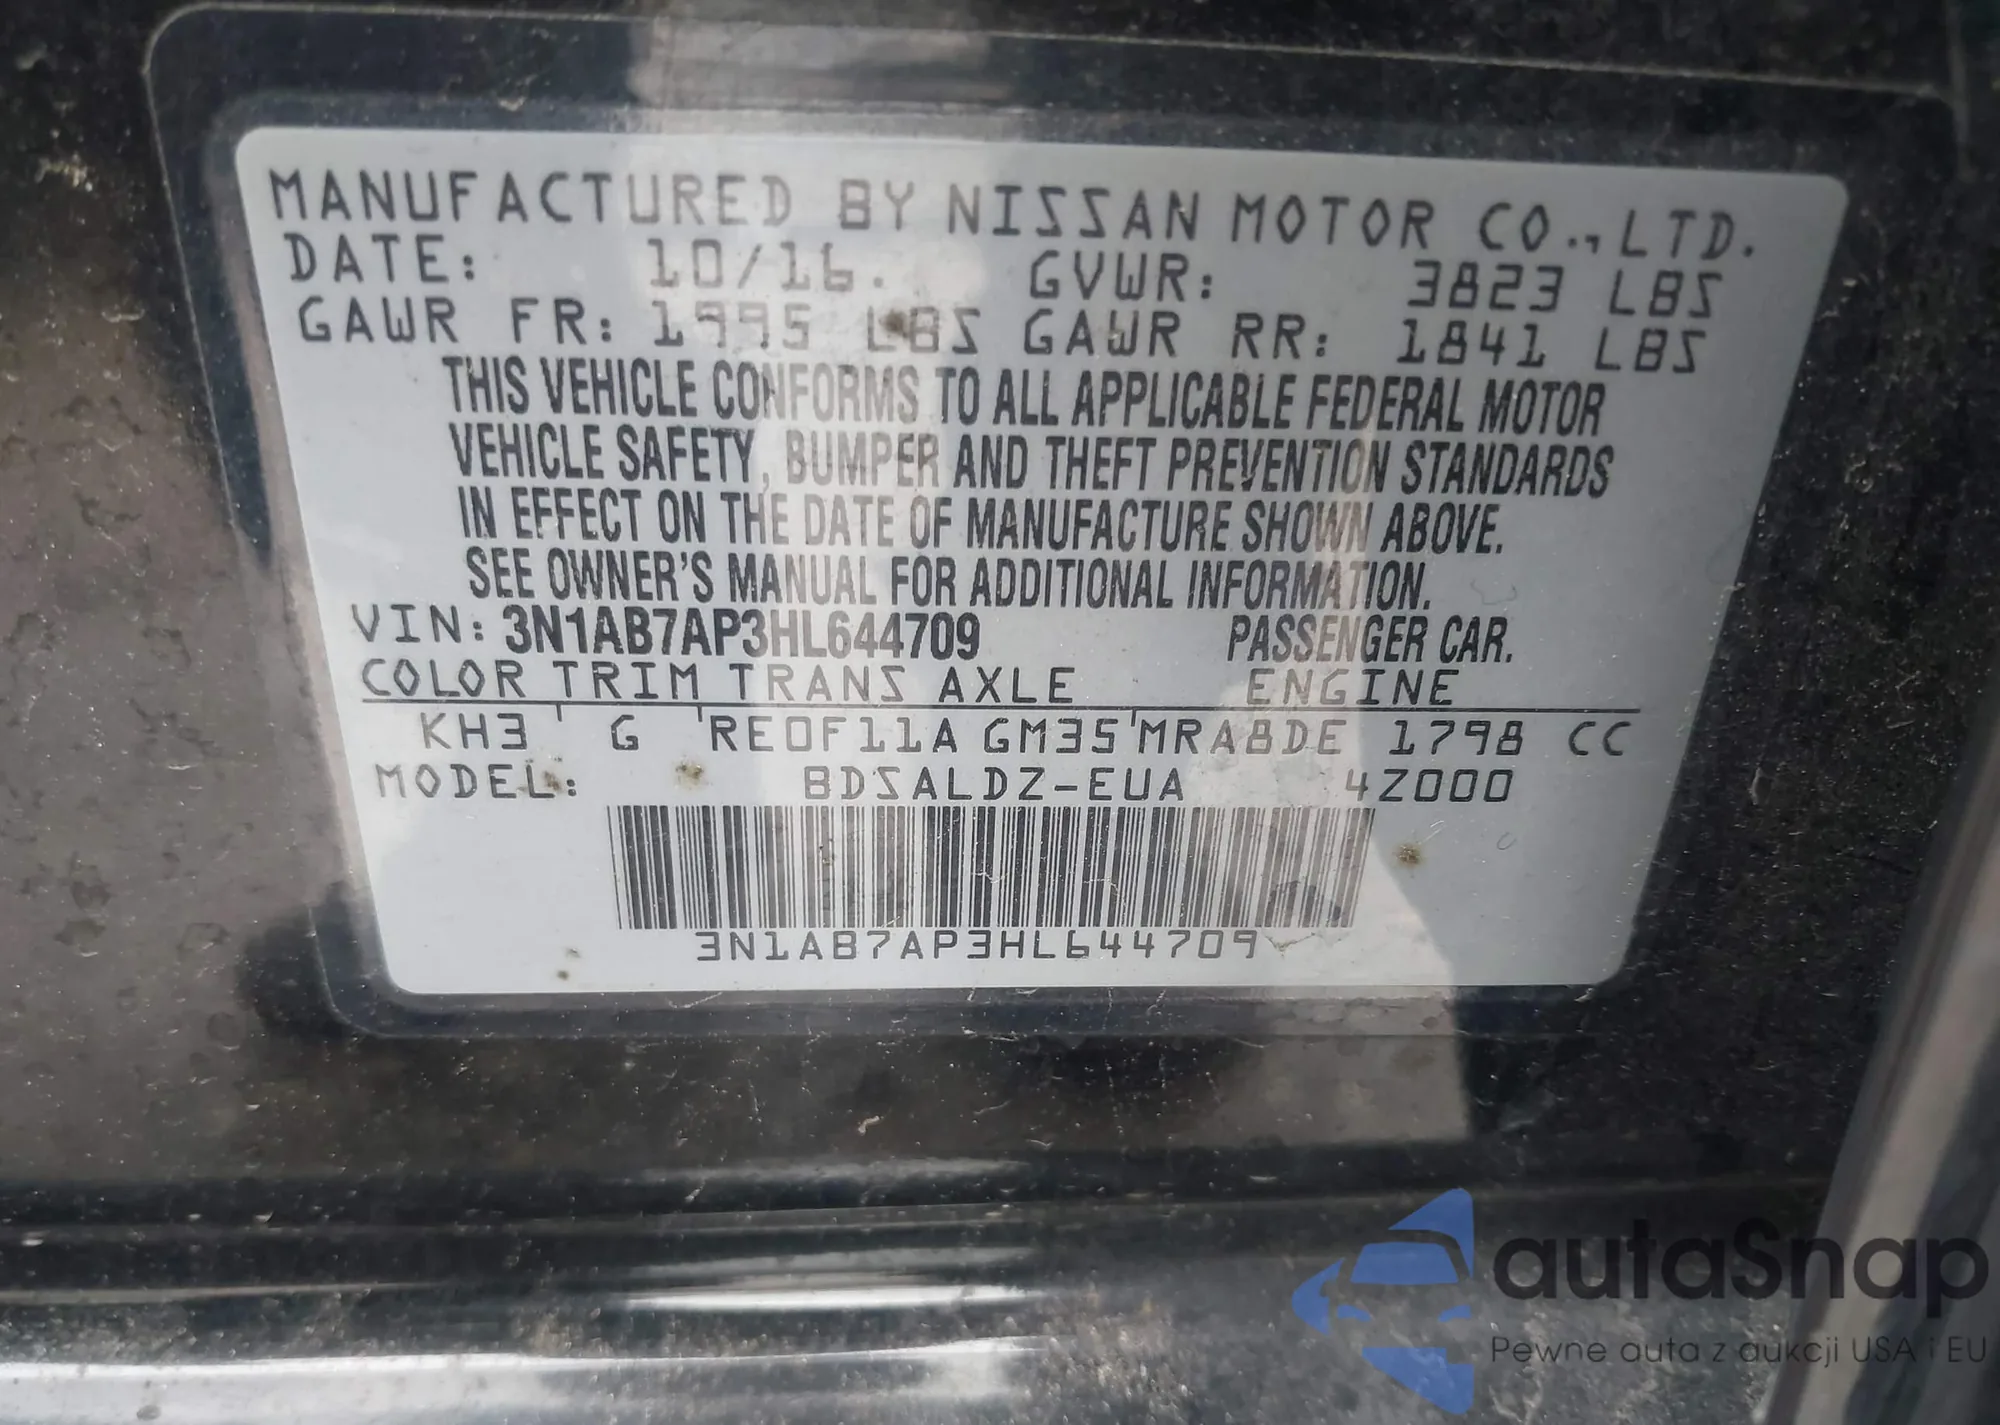 MANUFACTURED BY NISSAN MOTOR CO.,LTD.
DATE: 10/16. GVWR: 3823 LBS
GAWR FR: 1995 LBS GAWR RR: 1841 LBS
THIS VEHICLE CONFORMS TO ALL APPLICABLE FEDERAL MOTOR
VEHICLE SAFETY, BUMPER AND THEFT PREVENTION STANDARDS
IN EFFECT ON THE DATE OF MANUFACTURE SHOWN ABOVE.
SEE OWNER'S MANUAL FOR ADDITIONAL INFORMATION.
VIN: 3N1AB7AP3HL644709 PASSENGER CAR.
COLOR TRIM TRANS AXLE ENGINE
KH3 G RE0F11A GM35 MRA8DE 1798 CC
MODEL: BDSALDZ-EUA 4Z000
3N1AB7AP3HL644709
autaSnap
Pewne auta z aukcji USA i EU